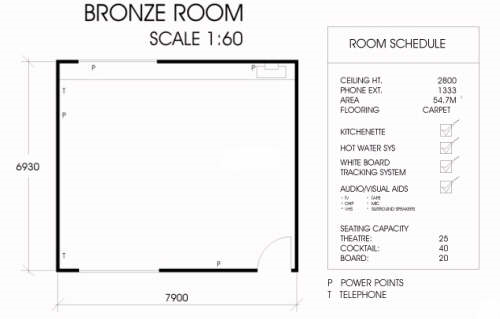 BRONZE ROOM
SCALE 1:60
P
P
T
P
6930
T
P
7900
ROOM SCHEDULE
CEILING HT. 2800
PHONE EXT. 1333
AREA 54.7M
FLOORING CARPET
KITCHENETTE
HOT WATER SYS
WHITE BOARD
TRACKING SYSTEM
AUDIO/VISUAL AIDS
TV TAPE
OHP MIC
VHS SURROUND SPEAKERS
SEATING CAPACITY
THEATRE: 25
COCKTAIL: 40
BOARD: 20
P POWER POINTS
T TELEPHONE